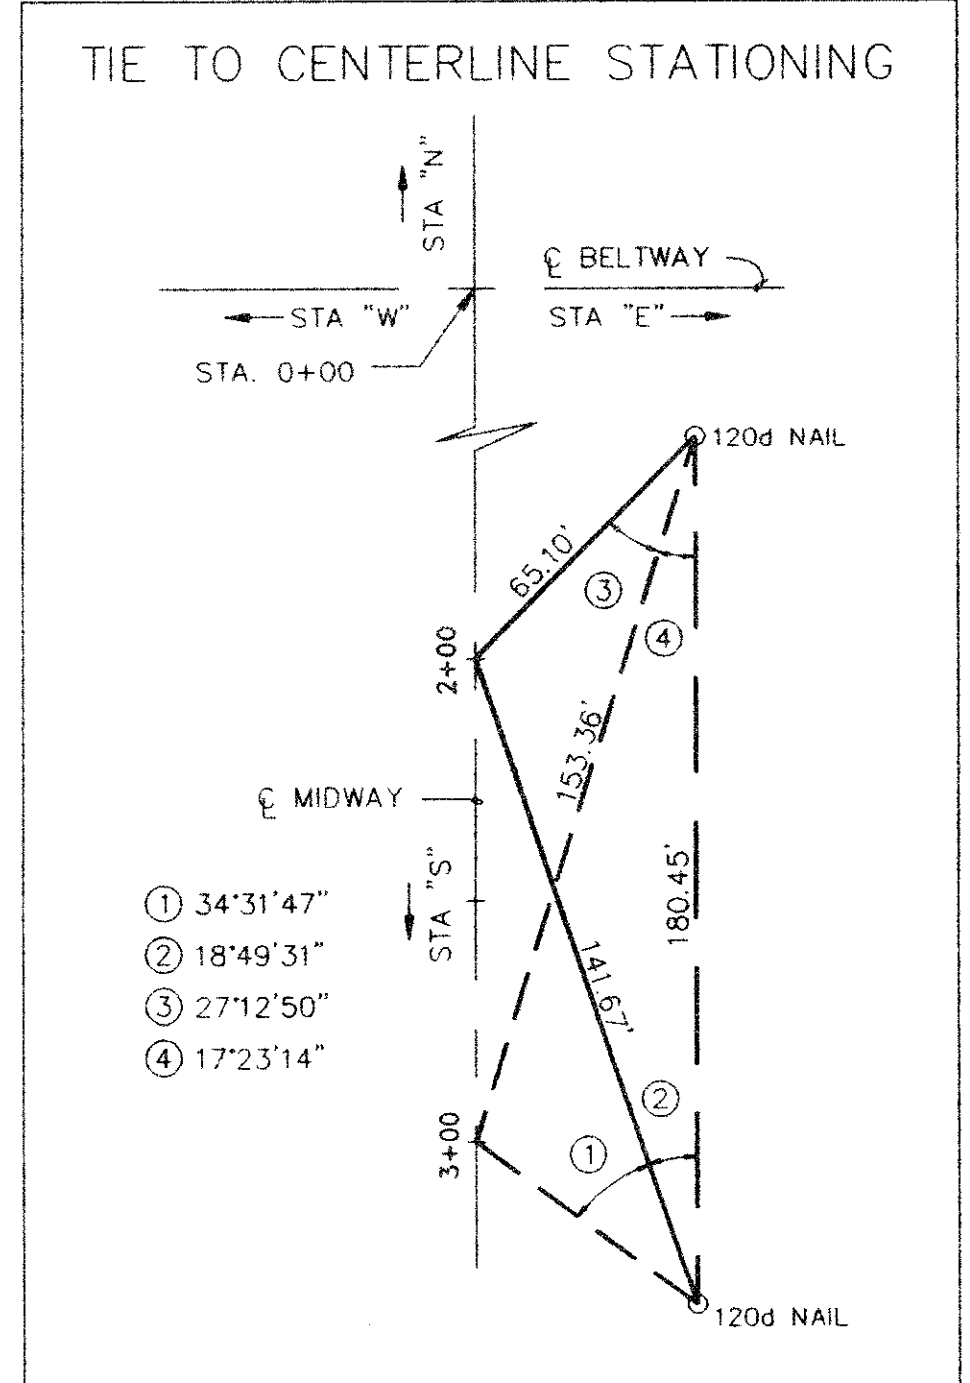 TIE TO CENTERLINE STATIONING
STA "N"
℄ BELTWAY
STA "W"
STA "E"
STA. 0+00
120d NAIL
65.10'
③
④
2+00
153.36'
℄ MIDWAY
180.45'
STA "S"
① 34°31'47"
② 18°49'31"
③ 27°12'50"
④ 17°23'14"
141.67'
②
3+00
①
120d NAIL